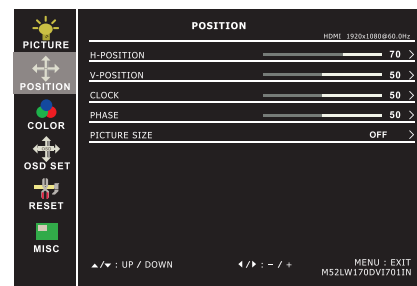 POSITION
HDMI 1920x1080@60.0Hz
PICTURE
POSITION
COLOR
OSD SET
RESET
MISC
H-POSITION 70 >
V-POSITION 50 >
CLOCK 50 >
PHASE 50 >
PICTURE SIZE OFF >
▲/▼ : UP / DOWN ◀/▶ : - / + MENU : EXIT
M52LW170DVI701IN